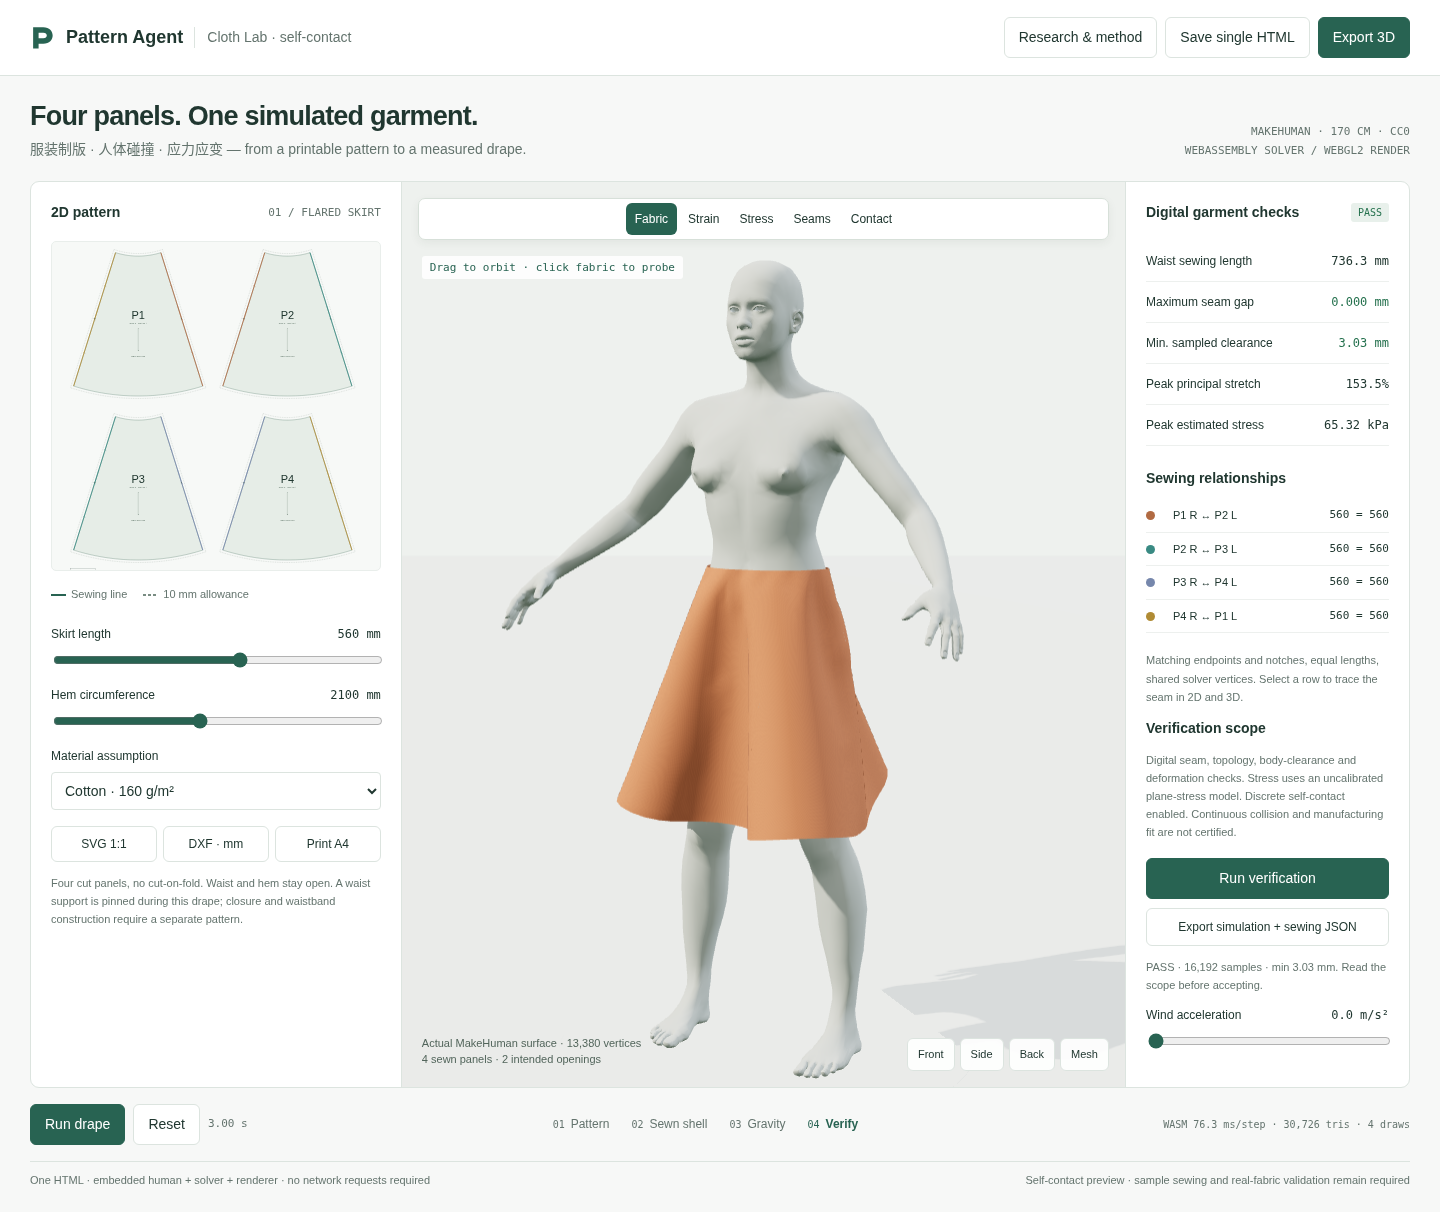 Pattern Agent
Cloth Lab · self-contact
Research & method
Save single HTML
Export 3D
Four panels. One simulated garment.
服装制版 · 人体碰撞 · 应力应变 — from a printable pattern to a measured drape.
MAKEHUMAN · 170 CM · CC0
WEBASSEMBLY SOLVER / WEBGL2 RENDER
2D pattern
01 / FLARED SKIRT
P1
P2
P3
P4
Sewing line
10 mm allowance
Skirt length
560 mm
Hem circumference
2100 mm
Material assumption
Cotton · 160 g/m²
SVG 1:1
DXF · mm
Print A4
Four cut panels, no cut-on-fold. Waist and hem stay open. A waist
support is pinned during this drape; closure and waistband
construction require a separate pattern.
Fabric
Strain
Stress
Seams
Contact
Drag to orbit · click fabric to probe
Actual MakeHuman surface · 13,380 vertices
4 sewn panels · 2 intended openings
Front
Side
Back
Mesh
Digital garment checks
PASS
Waist sewing length
736.3 mm
Maximum seam gap
0.000 mm
Min. sampled clearance
3.03 mm
Peak principal stretch
153.5%
Peak estimated stress
65.32 kPa
Sewing relationships
P1 R ↔ P2 L
560 = 560
P2 R ↔ P3 L
560 = 560
P3 R ↔ P4 L
560 = 560
P4 R ↔ P1 L
560 = 560
Matching endpoints and notches, equal lengths,
shared solver vertices. Select a row to trace the
seam in 2D and 3D.
Verification scope
Digital seam, topology, body-clearance and
deformation checks. Stress uses an uncalibrated
plane-stress model. Discrete self-contact
enabled. Continuous collision and manufacturing
fit are not certified.
Run verification
Export simulation + sewing JSON
PASS · 16,192 samples · min 3.03 mm. Read the
scope before accepting.
Wind acceleration
0.0 m/s²
Run drape
Reset
3.00 s
01 Pattern
02 Sewn shell
03 Gravity
04 Verify
WASM 76.3 ms/step · 30,726 tris · 4 draws
One HTML · embedded human + solver + renderer · no network requests required
Self-contact preview · sample sewing and real-fabric validation remain required